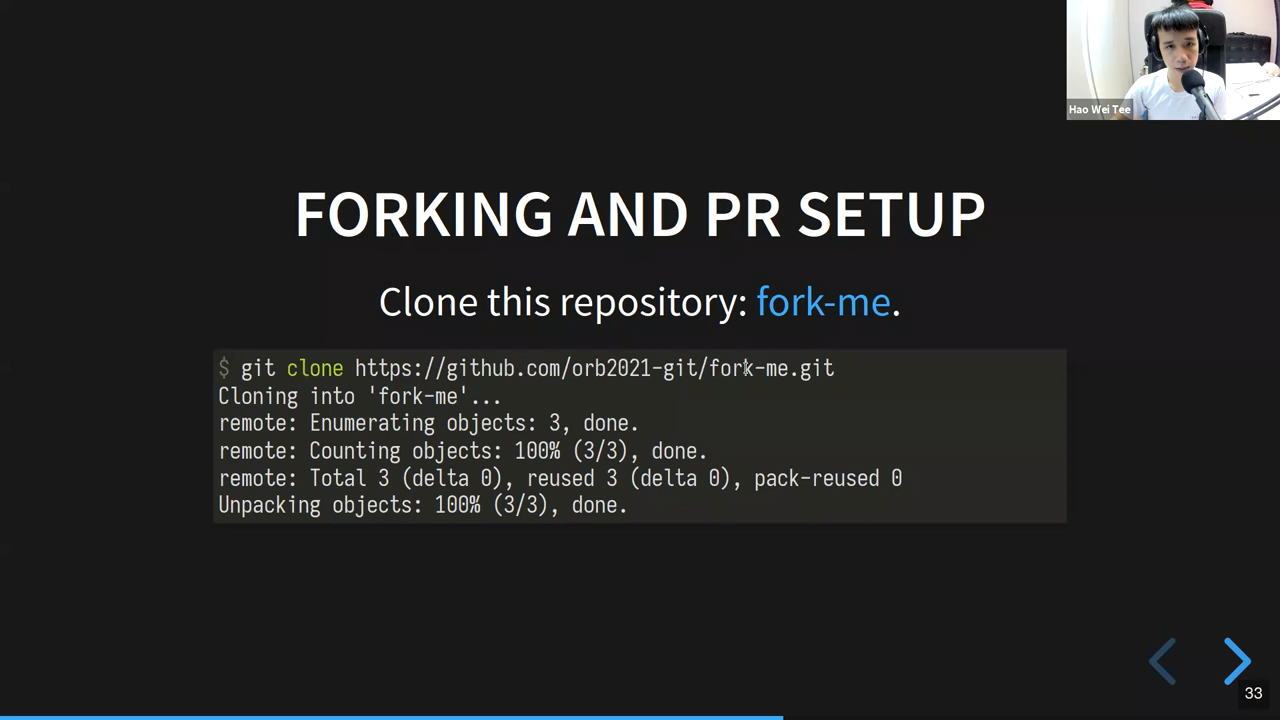 Hao Wei Tee
FORKING AND PR SETUP
Clone this repository: fork-me.
$ git clone https://github.com/orb2021-git/fork-me.git
Cloning into 'fork-me'...
remote: Enumerating objects: 3, done.
remote: Counting objects: 100% (3/3), done.
remote: Total 3 (delta 0), reused 3 (delta 0), pack-reused 0
Unpacking objects: 100% (3/3), done.
33